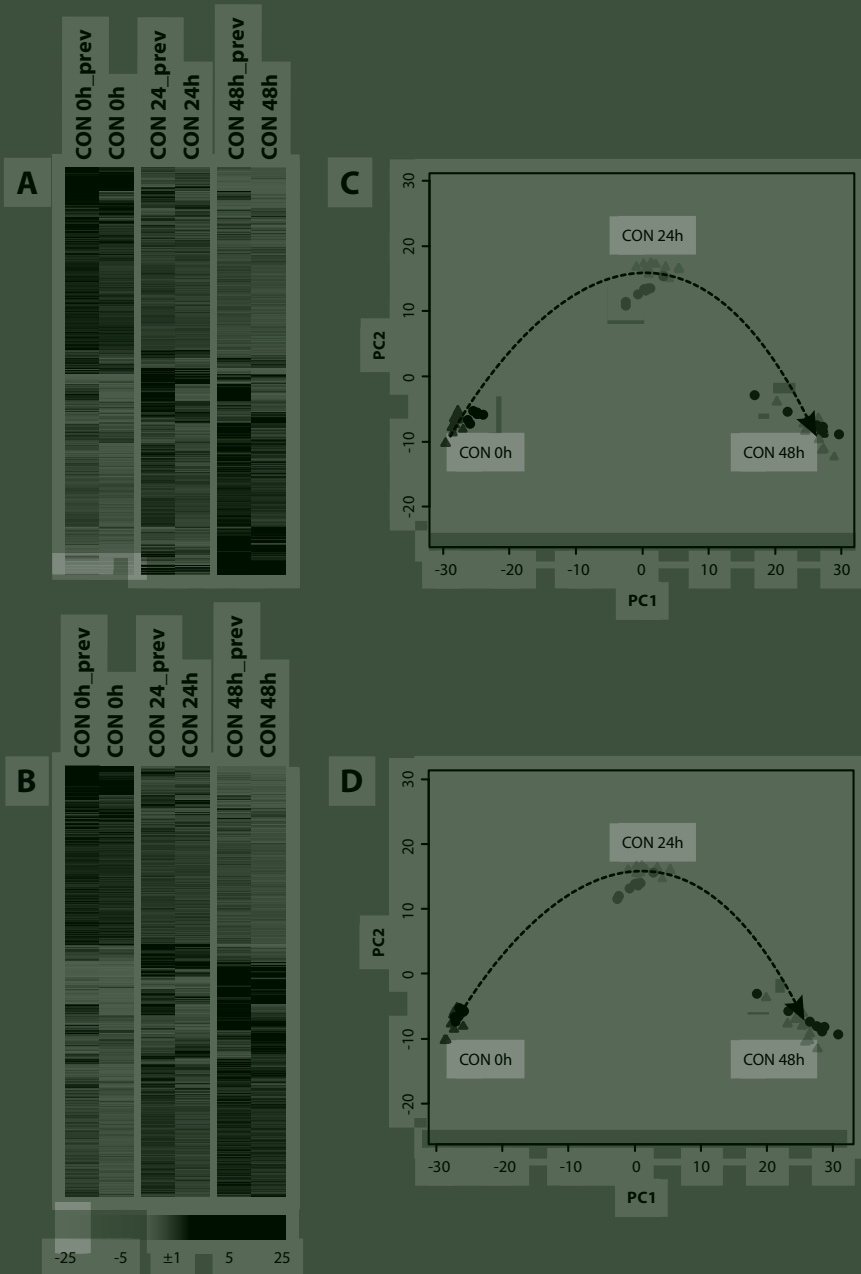 A
CON 0h_prev
CON 0h
CON 24_prev
CON 24h
CON 48h_prev
CON 48h
C
PC2
30
20
10
0
-10
-20
CON 24h
CON 0h
CON 48h
-30
-20
-10
0
10
20
30
PC1
B
CON 0h_prev
CON 0h
CON 24_prev
CON 24h
CON 48h_prev
CON 48h
-25
-5
±1
5
25
D
PC2
30
20
10
0
-10
-20
CON 24h
CON 0h
CON 48h
-30
-20
-10
0
10
20
30
PC1